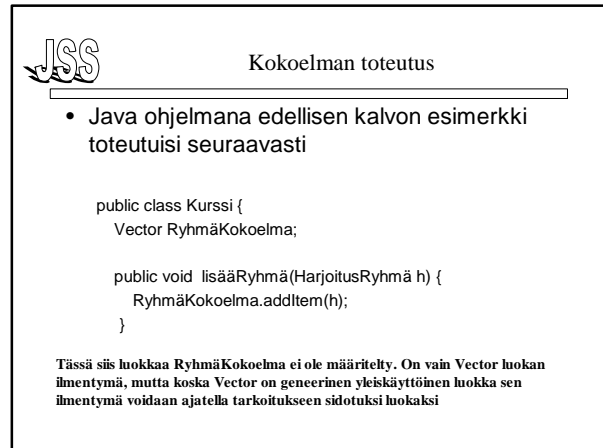 JSS
Kokoelman toteutus
• Java ohjelmana edellisen kalvon esimerkki
toteutuisi seuraavasti
public class Kurssi {
Vector RyhmäKokoelma;
public void lisääRyhmä(HarjoitusRyhmä h) {
RyhmäKokoelma.addItem(h);
}
Tässä siis luokkaa RyhmäKokoelma ei ole määritelty. On vain Vector luokan
ilmentymä, mutta koska Vector on geneerinen yleiskäyttöinen luokka sen
ilmentymä voidaan ajatella tarkoitukseen sidotuksi luokaksi